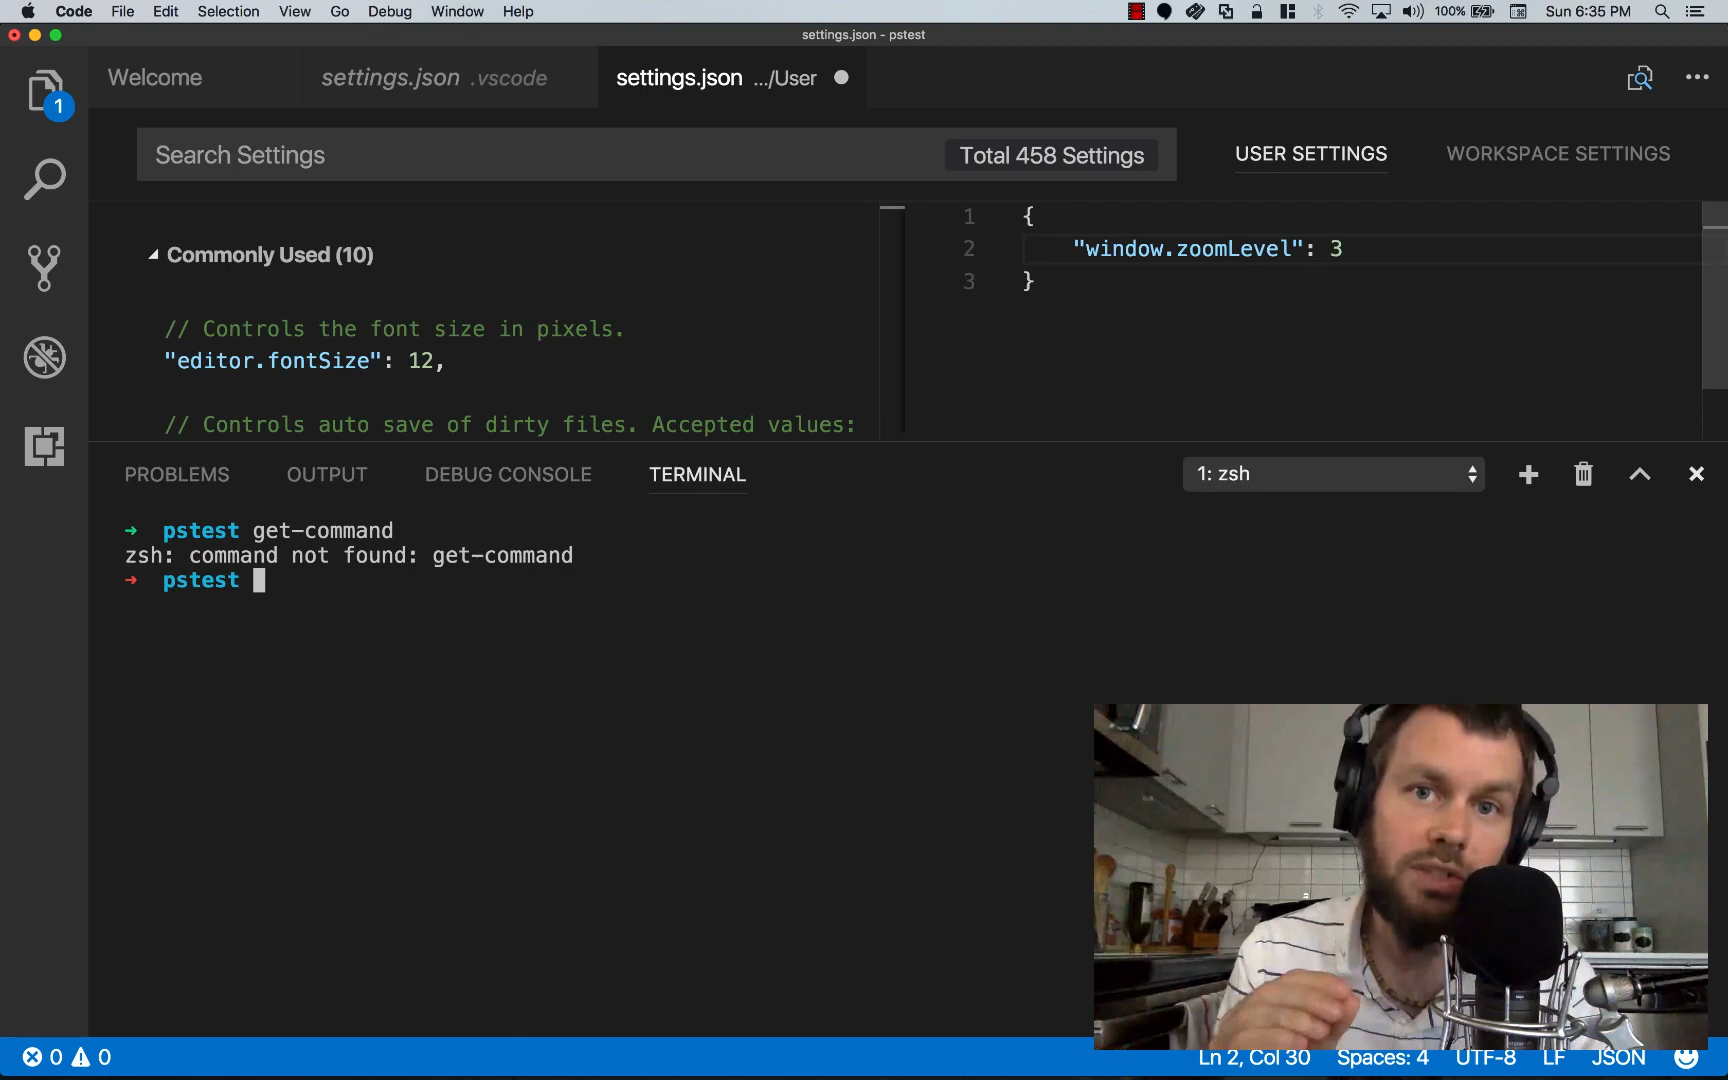 Code File Edit Selection View Go Debug Window Help 100% Sun 6:35 PM
settings.json - pstest
1
Welcome settings.json .vscode settings.json .../User
Search Settings Total 458 Settings USER SETTINGS WORKSPACE SETTINGS
Commonly Used (10)
// Controls the font size in pixels.
"editor.fontSize": 12,
// Controls auto save of dirty files. Accepted values:
1 {
2 "window.zoomLevel": 3
3 }
PROBLEMS OUTPUT DEBUG CONSOLE TERMINAL 1: zsh
➜ pstest get-command
zsh: command not found: get-command
➜ pstest
0 0 Ln 2, Col 30 Spaces: 4 UTF-8 LF JSON